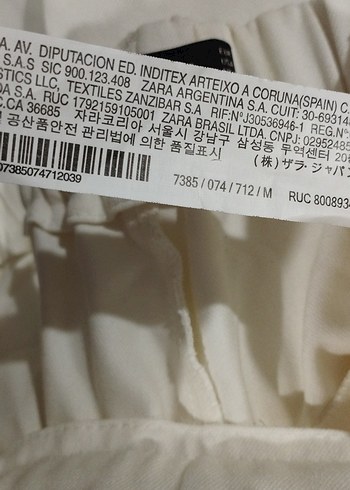 A. AV. DIPUTACION ED. INDITEX ARTEIXO A CORUNA(SPAIN) C.
S.A.S SIC 900.123.408 ZARA ARGENTINA S.A. CUIT: 30-69314
STICS LLC, TEXTILES ZANZIBAR S.A RIF:N°J30536946-1 REG.N°
DA S.A. RUC 1792159105001 ZARA BRASIL LTDA. CNPJ: 02952485
C.CA 36685 자라코리아 서울시 강남구 삼성동 무역센터 20
공산품안전 관리법에 의한 품질표시 (株) ザラ・ジャパン
07385074712039
7385 / 074 / 712 / M RUC 800893